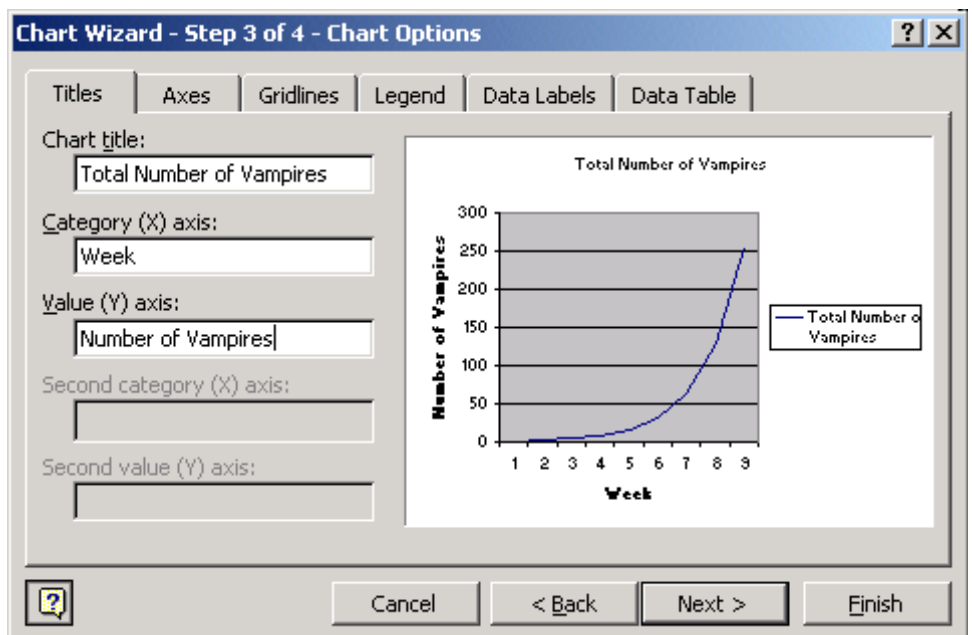 Chart Wizard - Step 3 of 4 - Chart Options
Titles Axes Gridlines Legend Data Labels Data Table
Chart title:
Total Number of Vampires
Category (X) axis:
Week
Value (Y) axis:
Number of Vampires
Second category (X) axis:
Second value (Y) axis:
Total Number of Vampires
300
250
200
150
100
50
0
Number of Vampires
1 2 3 4 5 6 7 8 9
Week
Total Number o
Vampires
Cancel < Back Next > Finish